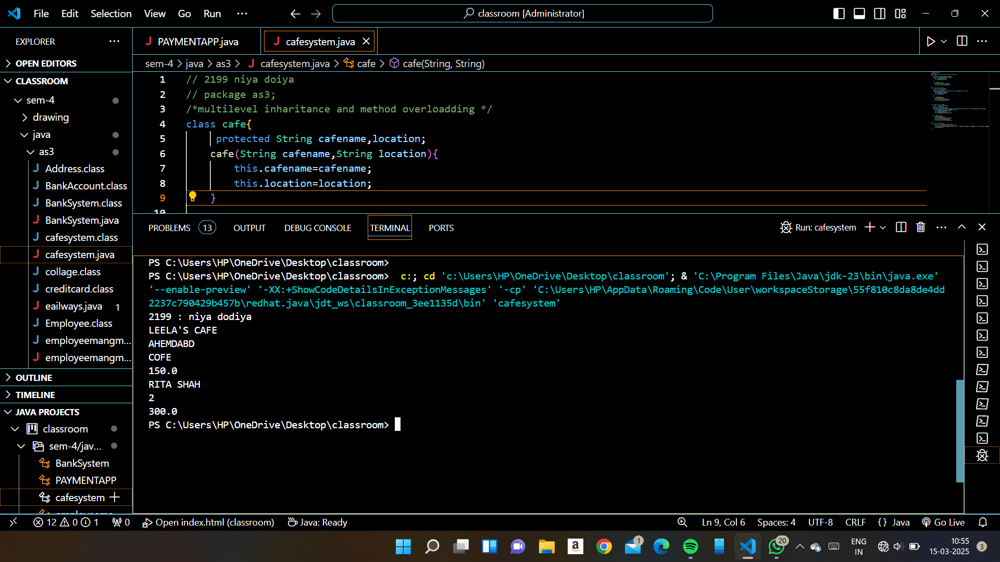 File Edit Selection View Go Run ...
classroom [Administrator]
EXPLORER ...
PAYMENTAPP.java
cafesystem.java
OPEN EDITORS
sem-4 > java > as3 > J cafesystem.java > cafe > cafe(String, String)
CLASSROOM
sem-4
drawing
java
as3
Address.class
BankAccount.class
BankSystem.class
BankSystem.java
cafesystem.class
cafesystem.java
collage.class
creditcard.class
eailways.java 1
Employee.class
employeemangm...
employeemangm...
OUTLINE
TIMELINE
JAVA PROJECTS
classroom
sem-4/jav...
BankSystem
PAYMENTAPP
cafesystem
1 // 2199 niya doiya
2 // package as3;
3 /*multilevel inharitance and method overloadding */
4 class cafe{
5 protected String cafename,location;
6 cafe(String cafename,String location){
7 this.cafename=cafename;
8 this.location=location;
9 }
10
PROBLEMS 13 OUTPUT DEBUG CONSOLE TERMINAL PORTS
Run: cafesystem
PS C:\Users\HP\OneDrive\Desktop\classroom>
PS C:\Users\HP\OneDrive\Desktop\classroom> c:; cd 'c:\Users\HP\OneDrive\Desktop\classroom'; & 'C:\Program Files\Java\jdk-23\bin\java.exe'
'--enable-preview' '-XX:+ShowCodeDetailsInExceptionMessages' '-cp' 'C:\Users\HP\AppData\Roaming\Code\User\workspaceStorage\55f810c8da8de4dd
2237c790429b457b\redhat.java\jdt_ws\classroom_3ee1135d\bin' 'cafesystem'
2199 : niya dodiya
LEELA'S CAFE
AHEMDABD
COFE
150.0
RITA SHAH
2
300.0
PS C:\Users\HP\OneDrive\Desktop\classroom>
12 0 1 0 Open index.html (classroom) Java: Ready
Ln 9, Col 6 Spaces: 4 UTF-8 CRLF {} Java Go Live
1
20
ENG
IN
10:55
15-03-2025
3